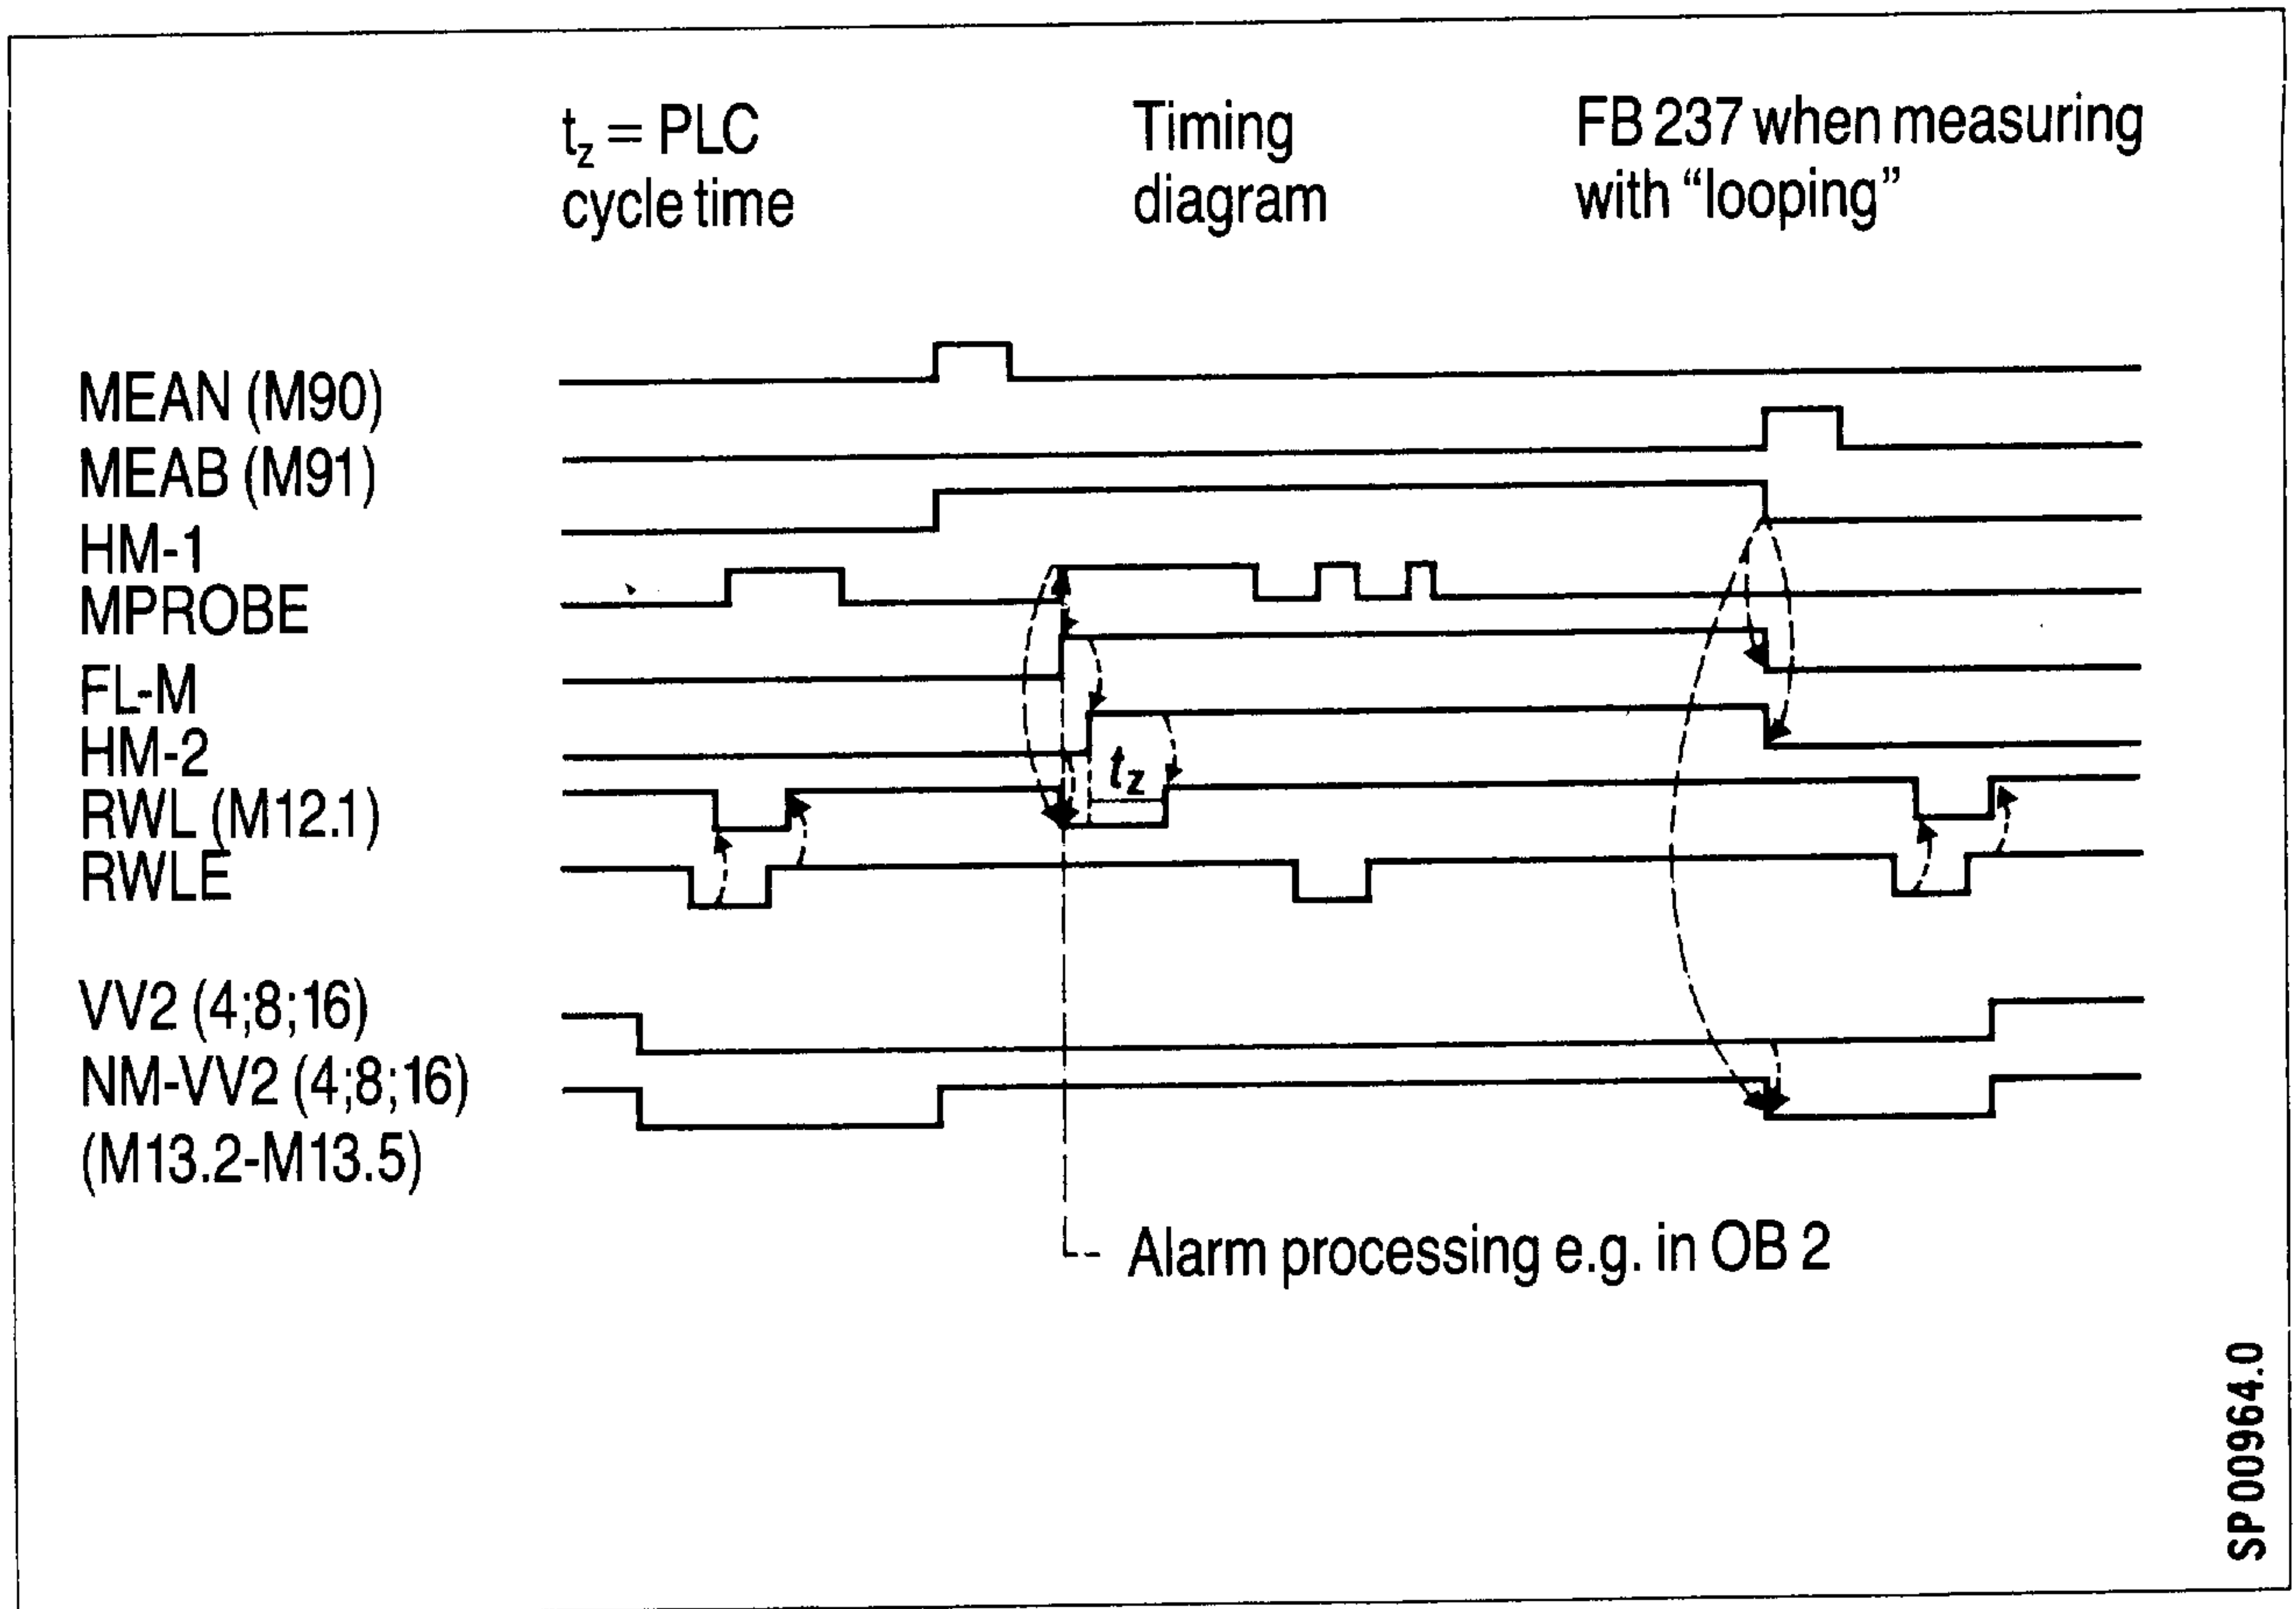 t_z = PLC
cycle time
Timing
diagram
FB 237 when measuring
with “looping”
MEAN (M90)
MEAB (M91)
HM-1
MPROBE
FL-M
HM-2
t_z
RWL (M12.1)
RWLE
VV2 (4;8;16)
NM-VV2 (4;8;16)
(M13.2-M13.5)
Alarm processing e.g. in OB 2
SP 00964.0